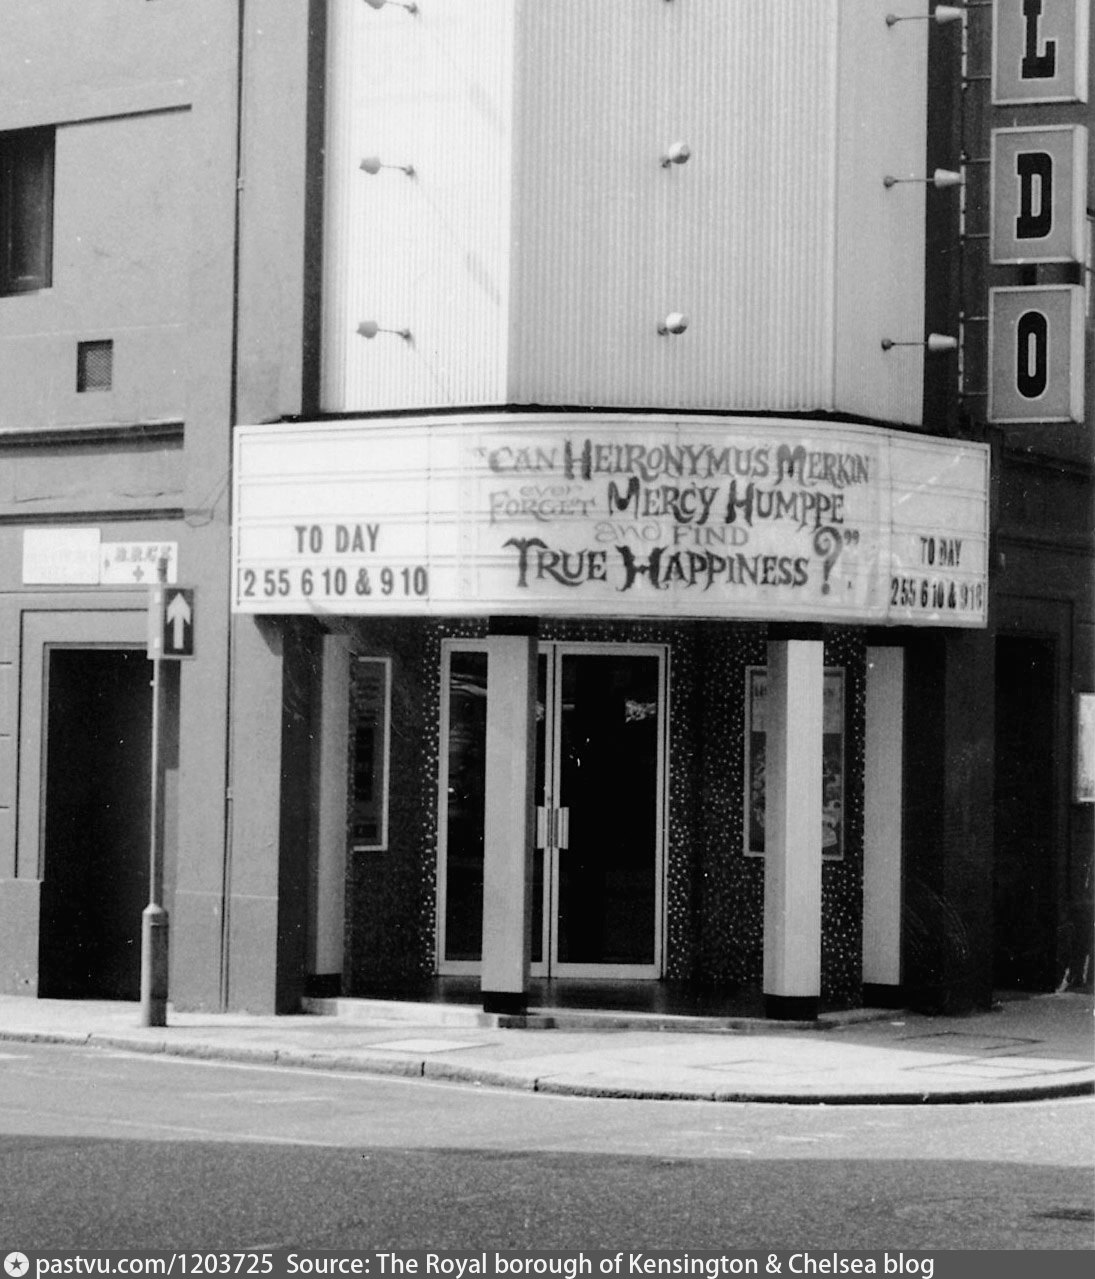 L
D
O
"CAN HEIRONYMUS MERKIN
ever
FORGET MERCY HUMPPE
and FIND
TRUE HAPPINESS?"
TO DAY
2 55 6 10 & 9 10
TO DAY
2 55 6 10 & 9 10
pastvu.com/1203725 Source: The Royal borough of Kensington & Chelsea blog